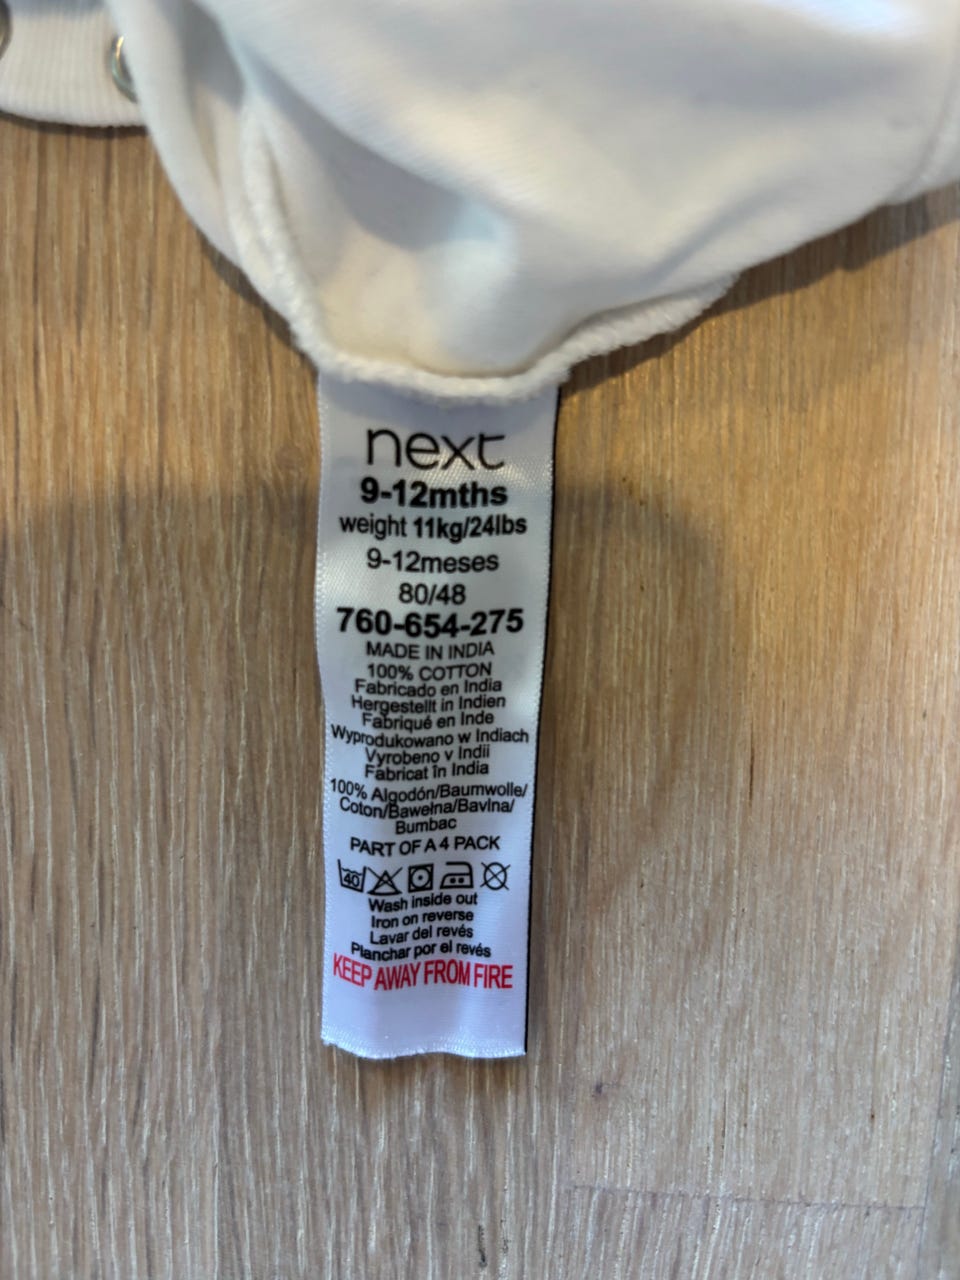 next
9-12mths
weight 11kg/24lbs
9-12meses
80/48
760-654-275
MADE IN INDIA
100% COTTON
Fabricado en India
Hergestellt in Indien
Fabriqué en Inde
Wyprodukowano w Indiach
Vyrobeno v Indii
Fabricat în India
100% Algodón/Baumwolle/
Coton/Bawełna/Bavlna/
Bumbac
PART OF A 4 PACK
40
Wash inside out
Iron on reverse
Lavar del revés
Planchar por el revés
KEEP AWAY FROM FIRE